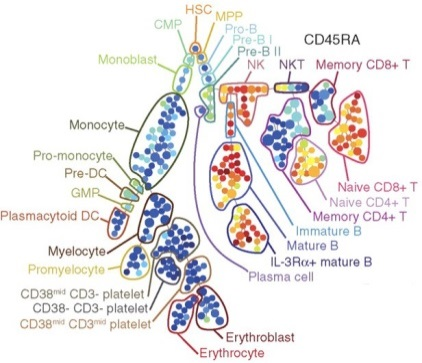 HSC
CMP
MPP
Pro-B
Pre-B I
Pre-B II
CD45RA
Monoblast
NK
NKT
Memory CD8+ T
Monocyte
Pro-monocyte
Pre-DC
GMP
Plasmacytoid DC
Naive CD8+ T
Naive CD4+ T
Memory CD4+ T
Immature B
Mature B
Myelocyte
IL-3Rα+ mature B
Promyelocyte
Plasma cell
CD38mid CD3- platelet
CD38- CD3- platelet
CD38mid CD3mid platelet
Erythroblast
Erythrocyte